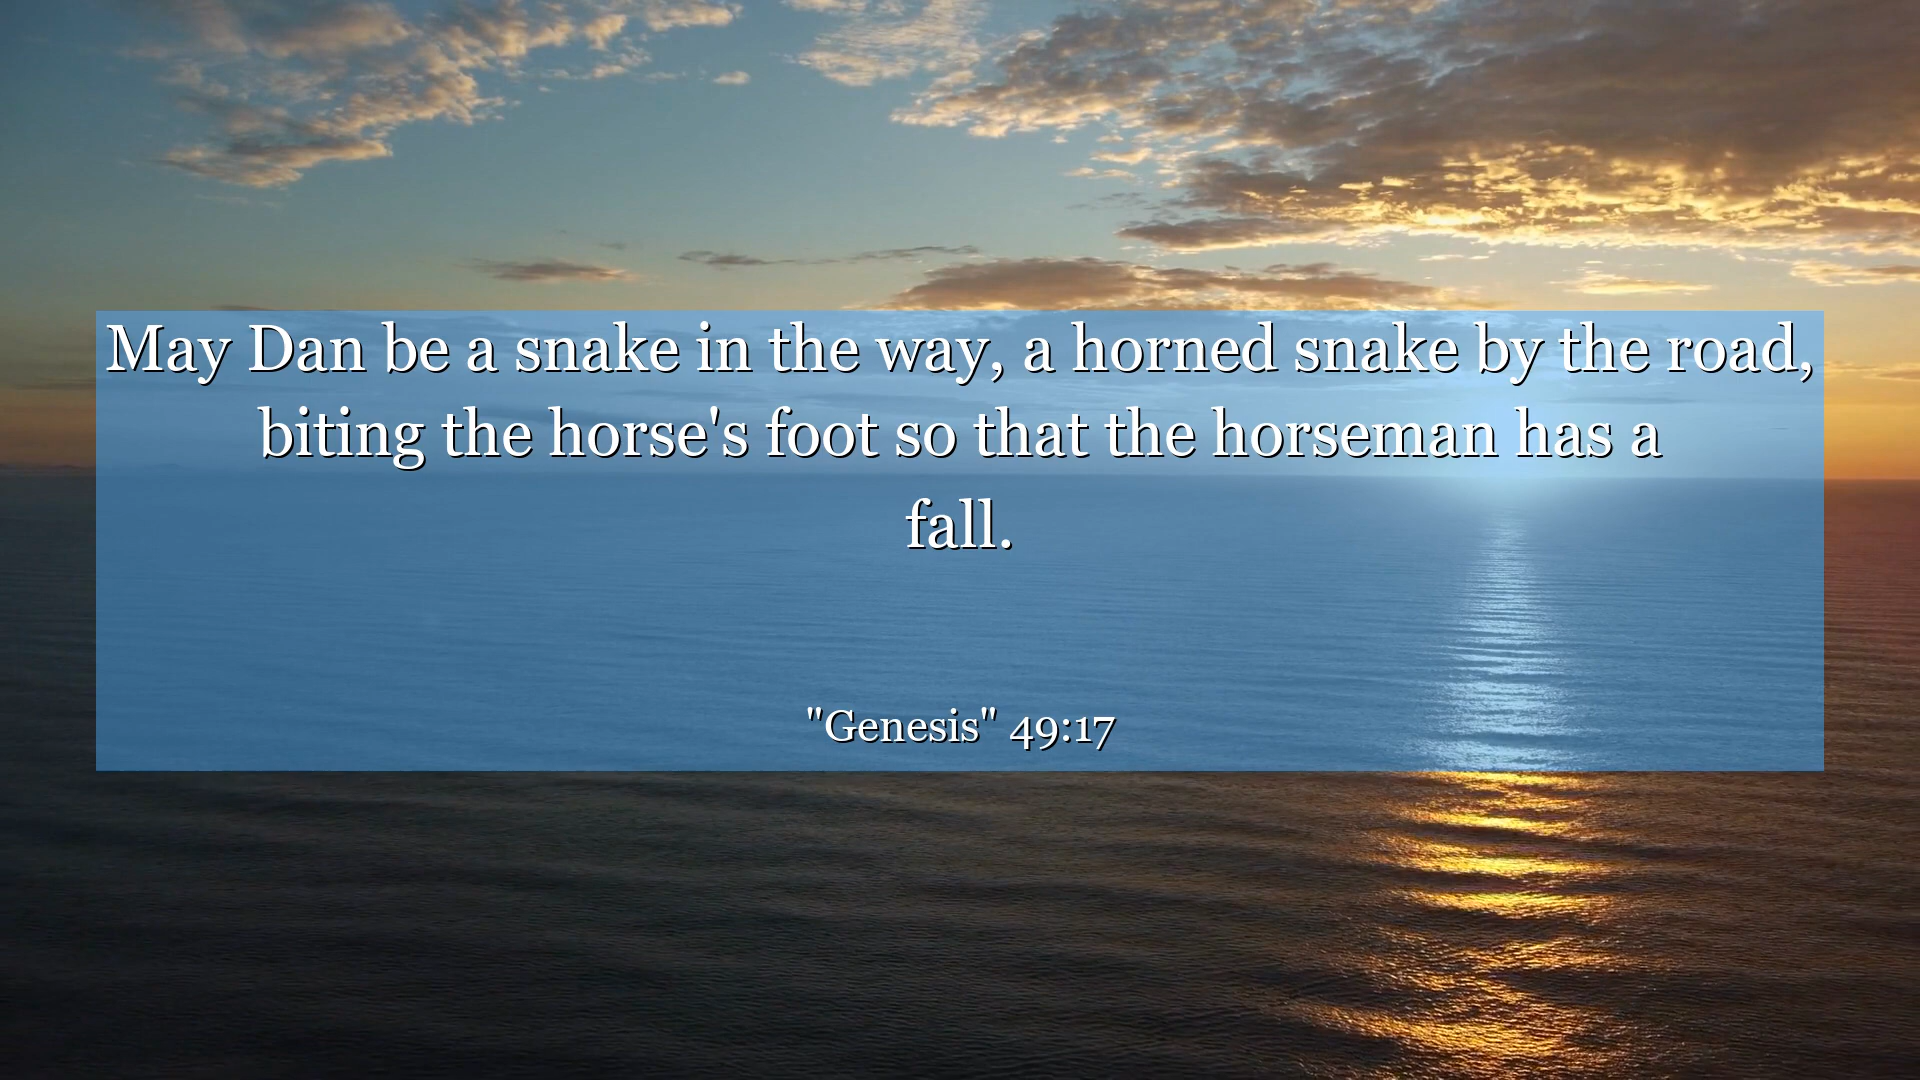 May Dan be a snake in the way, a horned snake by the road,
biting the horse's foot so that the horseman has a
fall.
"Genesis" 49:17